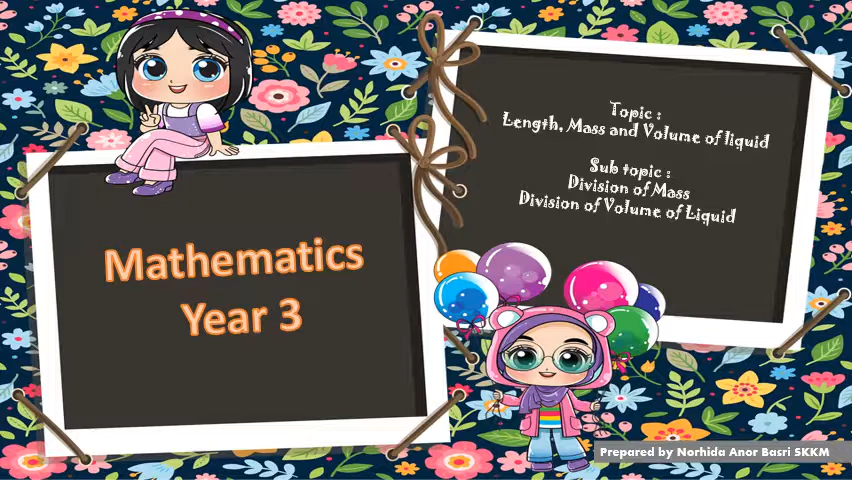 Mathematics
Year 3
Topic :
Length, Mass and Volume of liquid
Sub topic :
Division of Mass
Division of Volume of Liquid
Prepared by Norhida Anor Basri SKKM